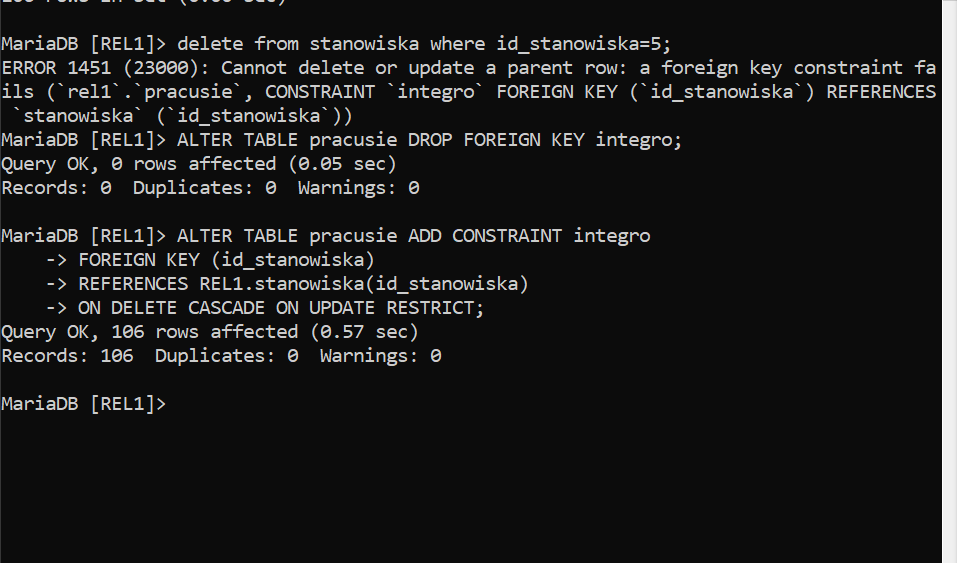 MariaDB [REL1]> delete from stanowiska where id_stanowiska=5;
ERROR 1451 (23000): Cannot delete or update a parent row: a foreign key constraint fa
ils (`rel1`.`pracusie`, CONSTRAINT `integro` FOREIGN KEY (`id_stanowiska`) REFERENCES
 `stanowiska` (`id_stanowiska`))
MariaDB [REL1]> ALTER TABLE pracusie DROP FOREIGN KEY integro;
Query OK, 0 rows affected (0.05 sec)
Records: 0  Duplicates: 0  Warnings: 0
MariaDB [REL1]> ALTER TABLE pracusie ADD CONSTRAINT integro
    -> FOREIGN KEY (id_stanowiska)
    -> REFERENCES REL1.stanowiska(id_stanowiska)
    -> ON DELETE CASCADE ON UPDATE RESTRICT;
Query OK, 106 rows affected (0.57 sec)
Records: 106  Duplicates: 0  Warnings: 0
MariaDB [REL1]>